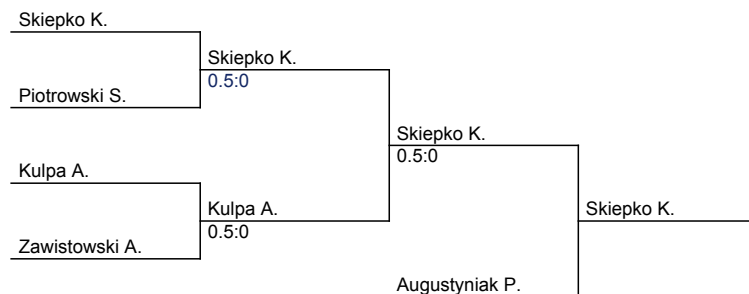 Skiepko K.
Skiepko K.
0.5:0
Piotrowski S.
Skiepko K.
0.5:0
Kulpa A.
Kulpa A.
0.5:0
Skiepko K.
Zawistowski A.
Augustyniak P.